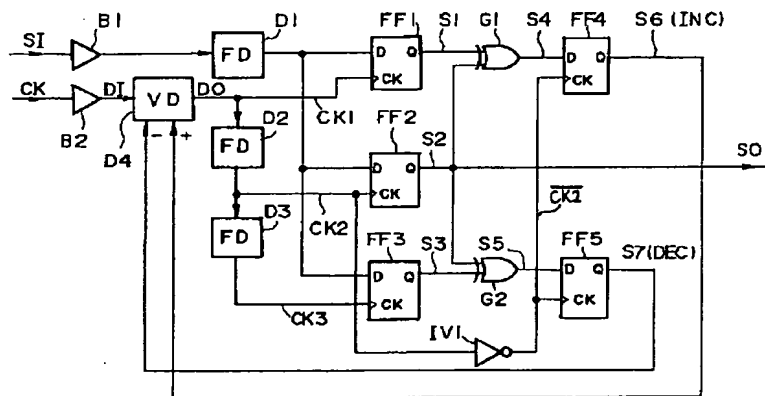 SI
B1
FD
D1
D
Q
CK
FF1
S1
G1
S4
D
Q
CK
FF4
S6 (INC)
CK
B2
DI
VD
DO
D4
-
+
CK1
FD
D2
FF2
D
Q
CK
S2
SO
CK2
CK2
FD
D3
FF3
D
Q
CK
S3
S5
G2
FF5
D
Q
CK
S7(DEC)
CK3
IV1